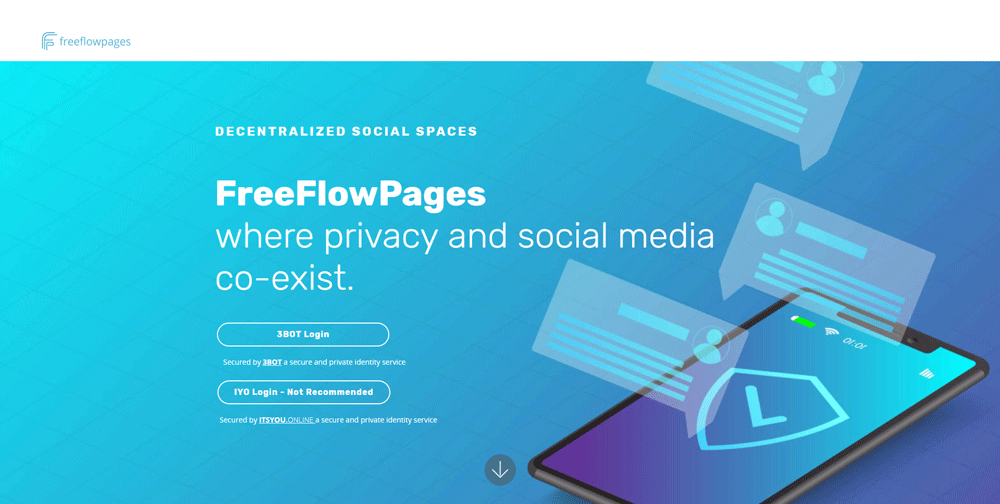 freeflowpages
DECENTRALIZED SOCIAL SPACES
FreeFlowPages
where privacy and social media
co-exist.
3BOT Login
Secured by 3BOT a secure and private identity service
IYO Login - Not Recommended
Secured by ITSYOU.ONLINE a secure and private identity service
10:10
L